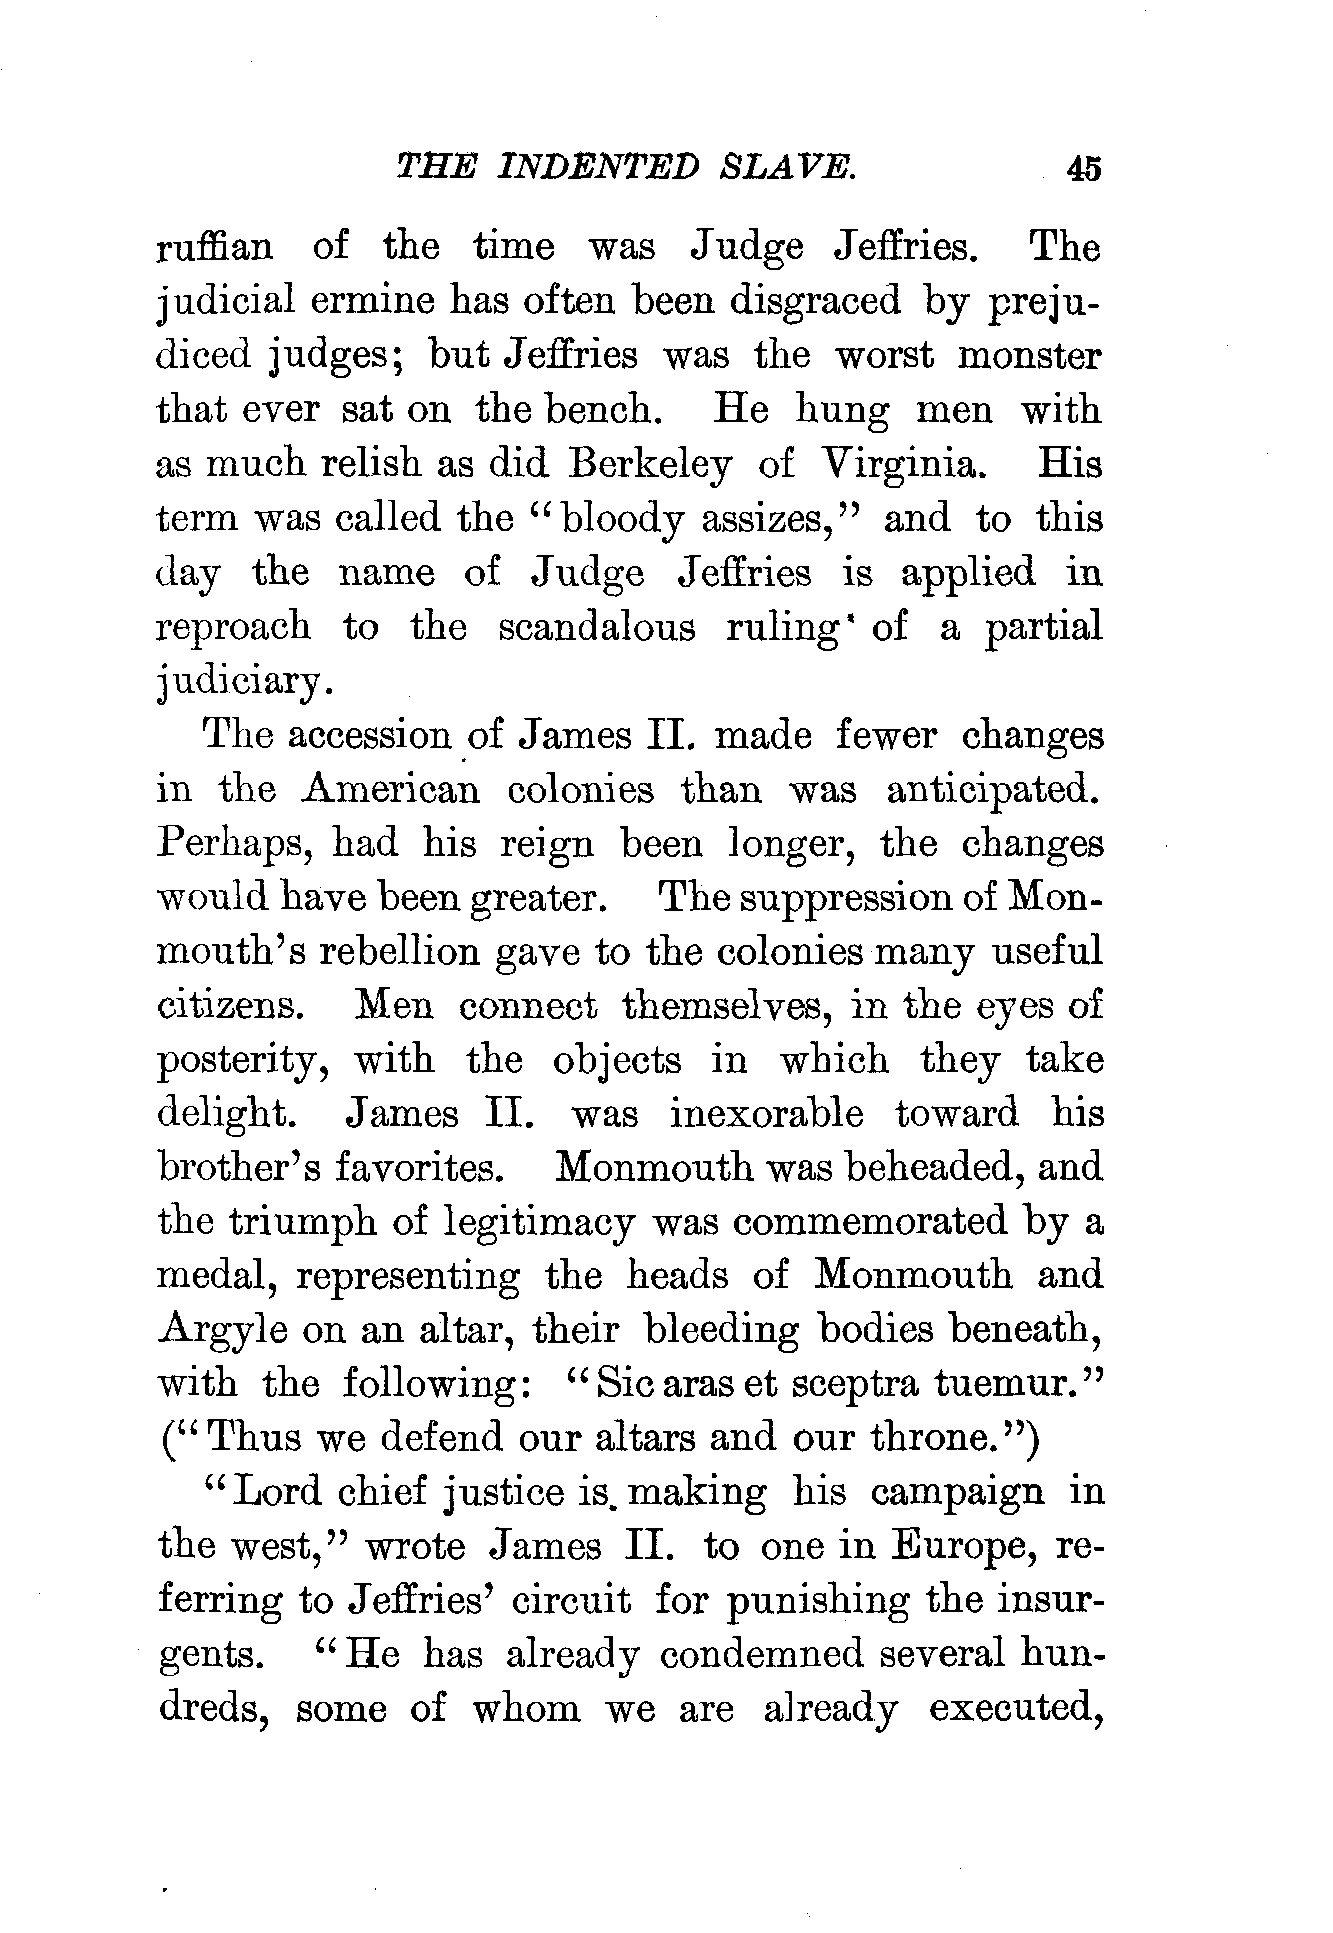 THE INDENTED SLAVE. 45
ruffian of the time was Judge Jeffries. The
judicial ermine has often been disgraced by preju-
diced judges; but Jeffries was the worst monster
that ever sat on the bench. He hung men with
as much relish as did Berkeley of Virginia. His
term was called the "bloody assizes," and to this
day the name of Judge Jeffries is applied in
reproach to the scandalous ruling of a partial
judiciary.
The accession of James II. made fewer changes
in the American colonies than was anticipated.
Perhaps, had his reign been longer, the changes
would have been greater. The suppression of Mon-
mouth's rebellion gave to the colonies many useful
citizens. Men connect themselves, in the eyes of
posterity, with the objects in which they take
delight. James II. was inexorable toward his
brother's favorites. Monmouth was beheaded, and
the triumph of legitimacy was commemorated by a
medal, representing the heads of Monmouth and
Argyle on an altar, their bleeding bodies beneath,
with the following: "Sic aras et sceptra tuemur."
("Thus we defend our altars and our throne.")
"Lord chief justice is making his campaign in
the west," wrote James II. to one in Europe, re-
ferring to Jeffries' circuit for punishing the insur-
gents. "He has already condemned several hun-
dreds, some of whom we are already executed,